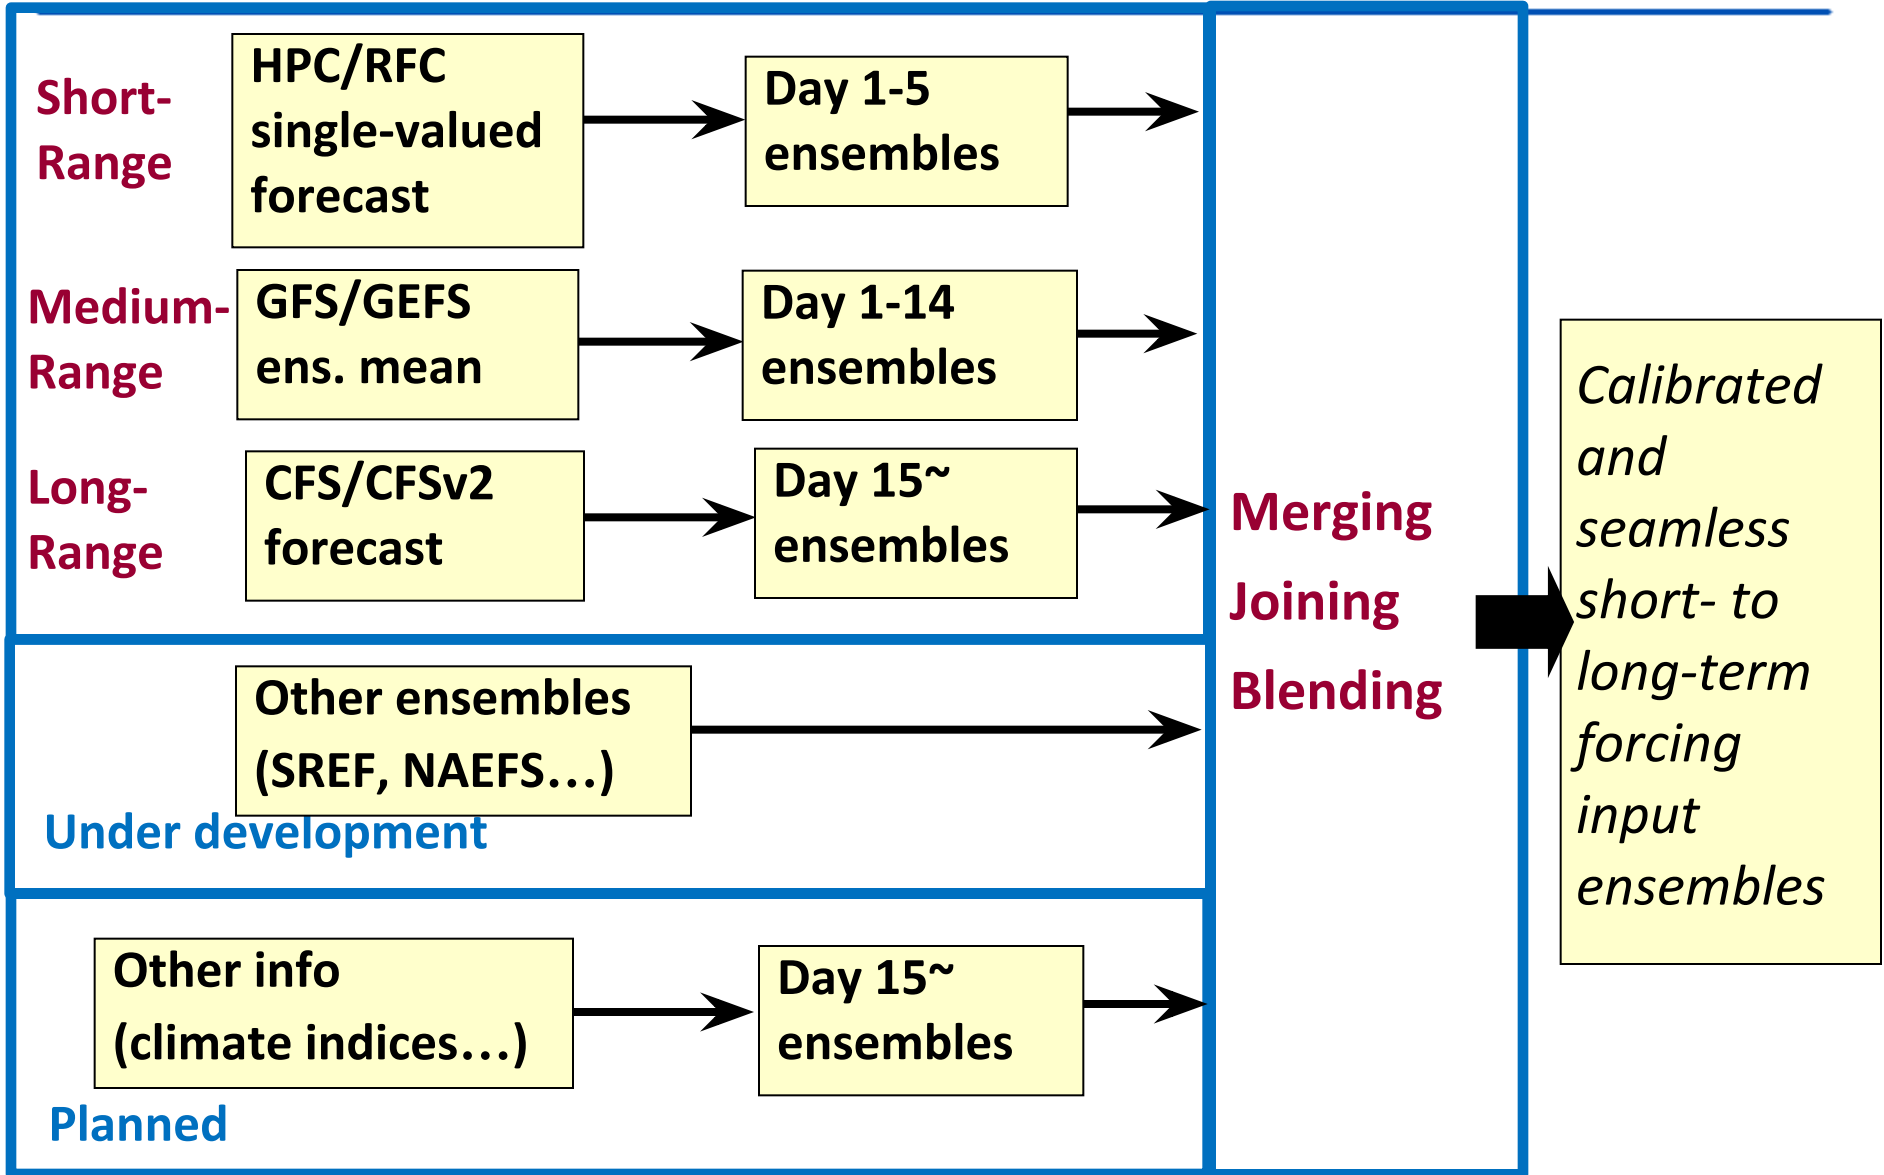 Short-
Range
HPC/RFC
single-valued
forecast
Day 1-5
ensembles
Medium-
Range
GFS/GEFS
ens. mean
Day 1-14
ensembles
Long-
Range
CFS/CFSv2
forecast
Day 15~
ensembles
Other ensembles
(SREF, NAEFS…)
Under development
Other info
(climate indices…)
Day 15~
ensembles
Planned
Merging
Joining
Blending
Calibrated
and
seamless
short- to
long-term
forcing
input
ensembles